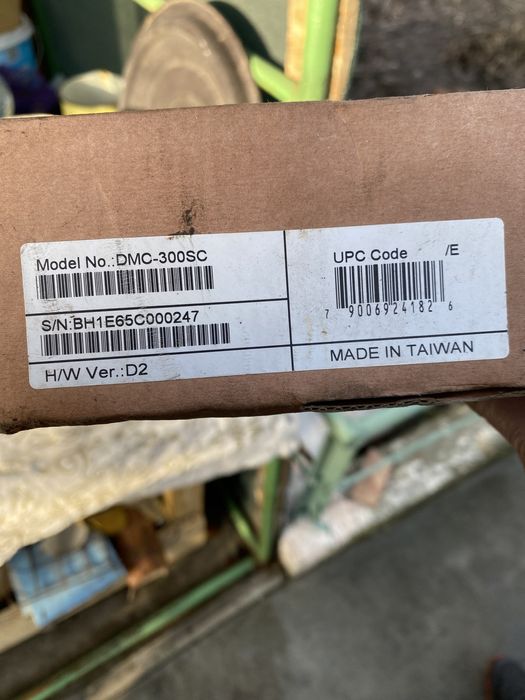 Model No.:DMC-300SC
S/N:BH1E65C000247
H/W Ver.:D2
UPC Code /E
7 9006924182 6
MADE IN TAIWAN